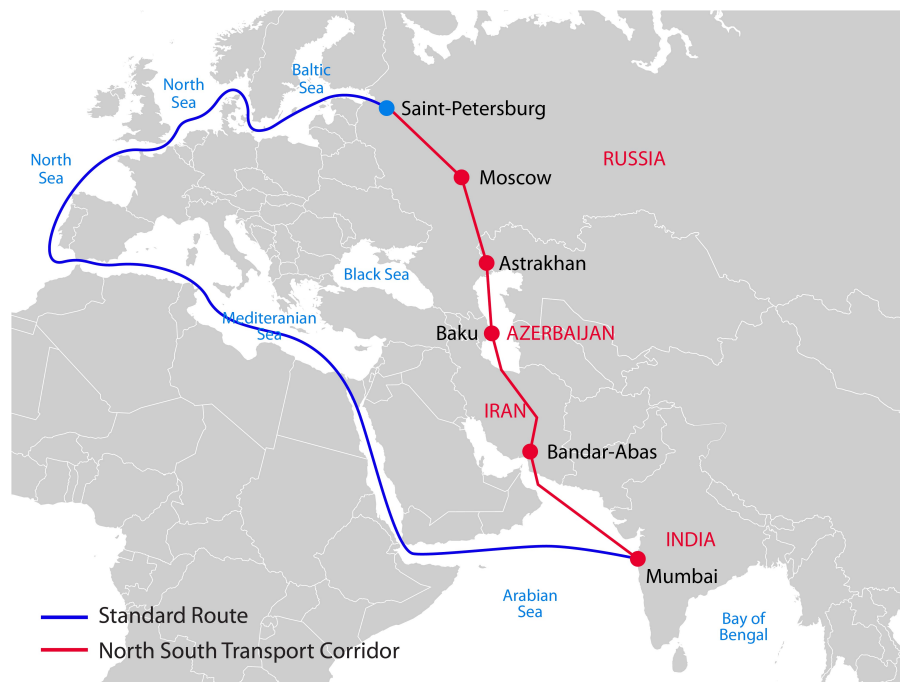 Baltic
Sea
North
Sea
Saint-Petersburg
North
Sea
RUSSIA
Moscow
Astrakhan
Black Sea
Mediteranian
Sea
Baku
AZERBAIJAN
IRAN
Bandar-Abas
INDIA
Mumbai
Arabian
Sea
Bay of
Bengal
Standard Route
North South Transport Corridor